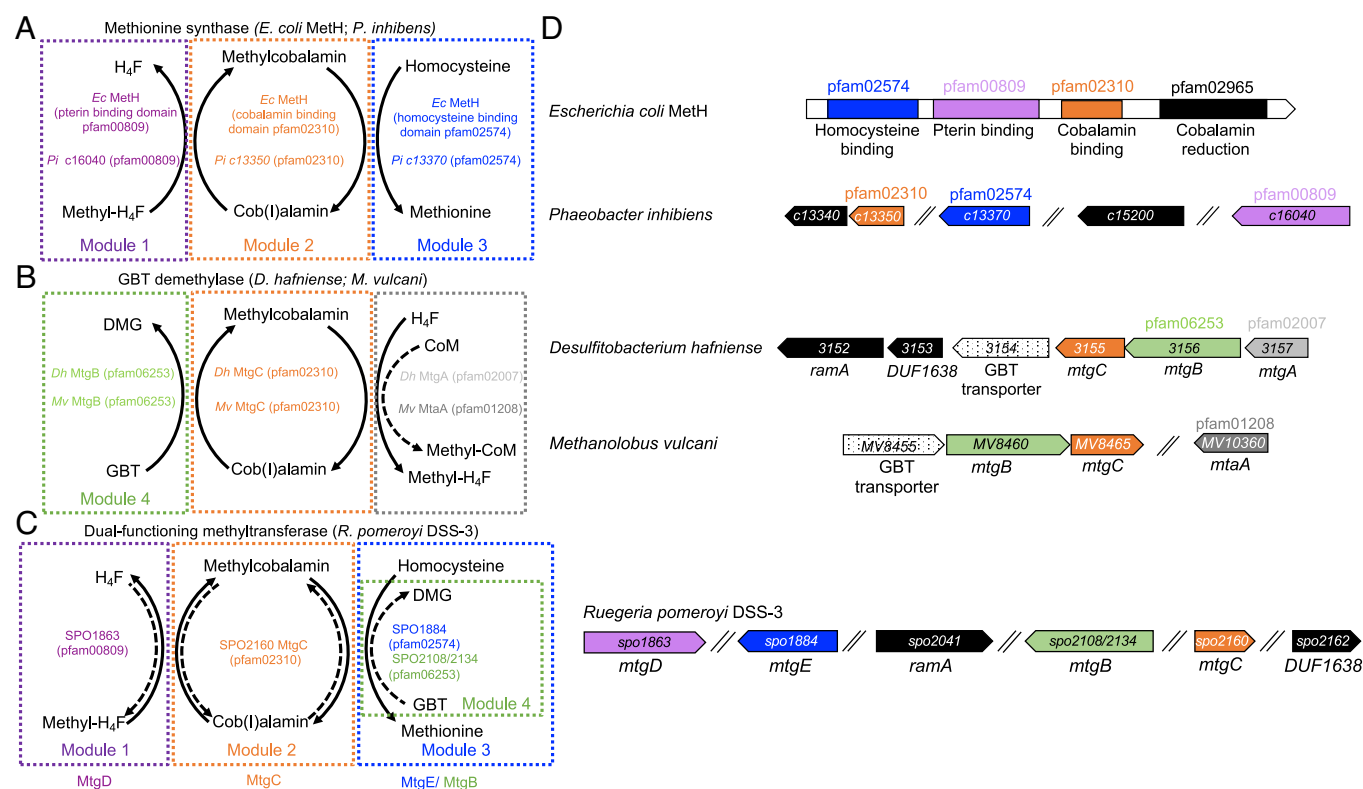 A
Methionine synthase (E. coli MetH; P. inhibens)
H4F
Ec MetH
(pterin binding domain
pfam00809)
Pi c16040 (pfam00809)
Methyl-H4F
Module 1
Methylcobalamin
Ec MetH
(cobalamin binding
domain pfam02310)
Pi c13350 (pfam02310)
Cob(I)alamin
Module 2
Homocysteine
Ec MetH
(homocysteine binding
domain pfam02574)
Pi c13370 (pfam02574)
Methionine
Module 3
B
GBT demethylase (D. hafniense; M. vulcani)
DMG
Dh MtgB (pfam06253)
Mv MtgB (pfam06253)
GBT
Module 4
Methylcobalamin
Dh MtgC (pfam02310)
Mv MtgC (pfam02310)
Cob(I)alamin
H4F
CoM
Dh MtgA (pfam02007)
Mv MtaA (pfam01208)
Methyl-CoM
Methyl-H4F
C
Dual-functioning methyltransferase (R. pomeroyi DSS-3)
H4F
SPO1863
(pfam00809)
Methyl-H4F
Module 1
MtgD
Methylcobalamin
SPO2160 MtgC
(pfam02310)
Cob(I)alamin
Module 2
MtgC
Homocysteine
DMG
SPO1884
(pfam02574)
SPO2108/2134
(pfam06253)
GBT
Module 4
Methionine
Module 3
MtgE/ MtgB
D
pfam02574 pfam00809 pfam02310 pfam02965
Escherichia coli MetH
Homocysteine
binding
Pterin binding
Cobalamin
binding
Cobalamin
reduction
pfam02310 pfam02574 pfam00809
Phaeobacter inhibiens
c13340 c13350 // c13370 // c15200 // c16040
pfam06253 pfam02007
Desulfitobacterium hafniense
3152 3153 3154 3155 3156 3157
ramA DUF1638 GBT
transporter
mtgC mtgB mtgA
pfam01208
Methanolobus vulcani
MV8455 MV8460 MV8465 // MV10360
GBT
transporter
mtgB mtgC mtaA
Ruegeria pomeroyi DSS-3
spo1863 // spo1884 // spo2041 // spo2108/2134 // spo2160 // spo2162
mtgD mtgE ramA mtgB mtgC DUF1638